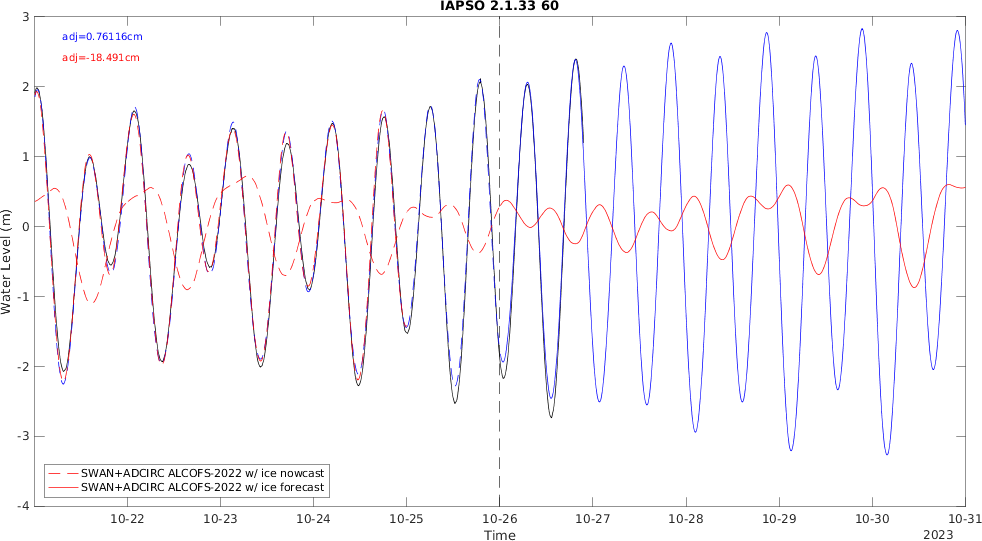 IAPSO 2.1.33 60
adj=0.76116cm
adj=-18.491cm
3
2
1
0
-1
-2
-3
-4
Water Level (m)
SWAN+ADCIRC ALCOFS-2022 w/ ice nowcast
SWAN+ADCIRC ALCOFS-2022 w/ ice forecast
10-22 10-23 10-24 10-25 10-26 10-27 10-28 10-29 10-30 10-31
Time
2023